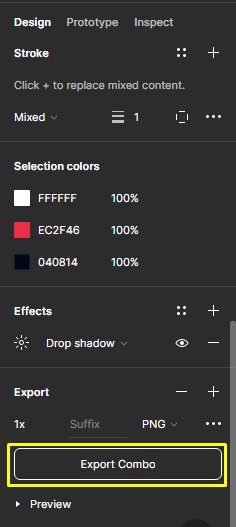 Design Prototype Inspect
Stroke
Click + to replace mixed content.
Mixed 1
Selection colors
FFFFFF 100%
EC2F46 100%
040814 100%
Effects
Drop shadow
Export
1x Suffix PNG
Export Combo
Preview